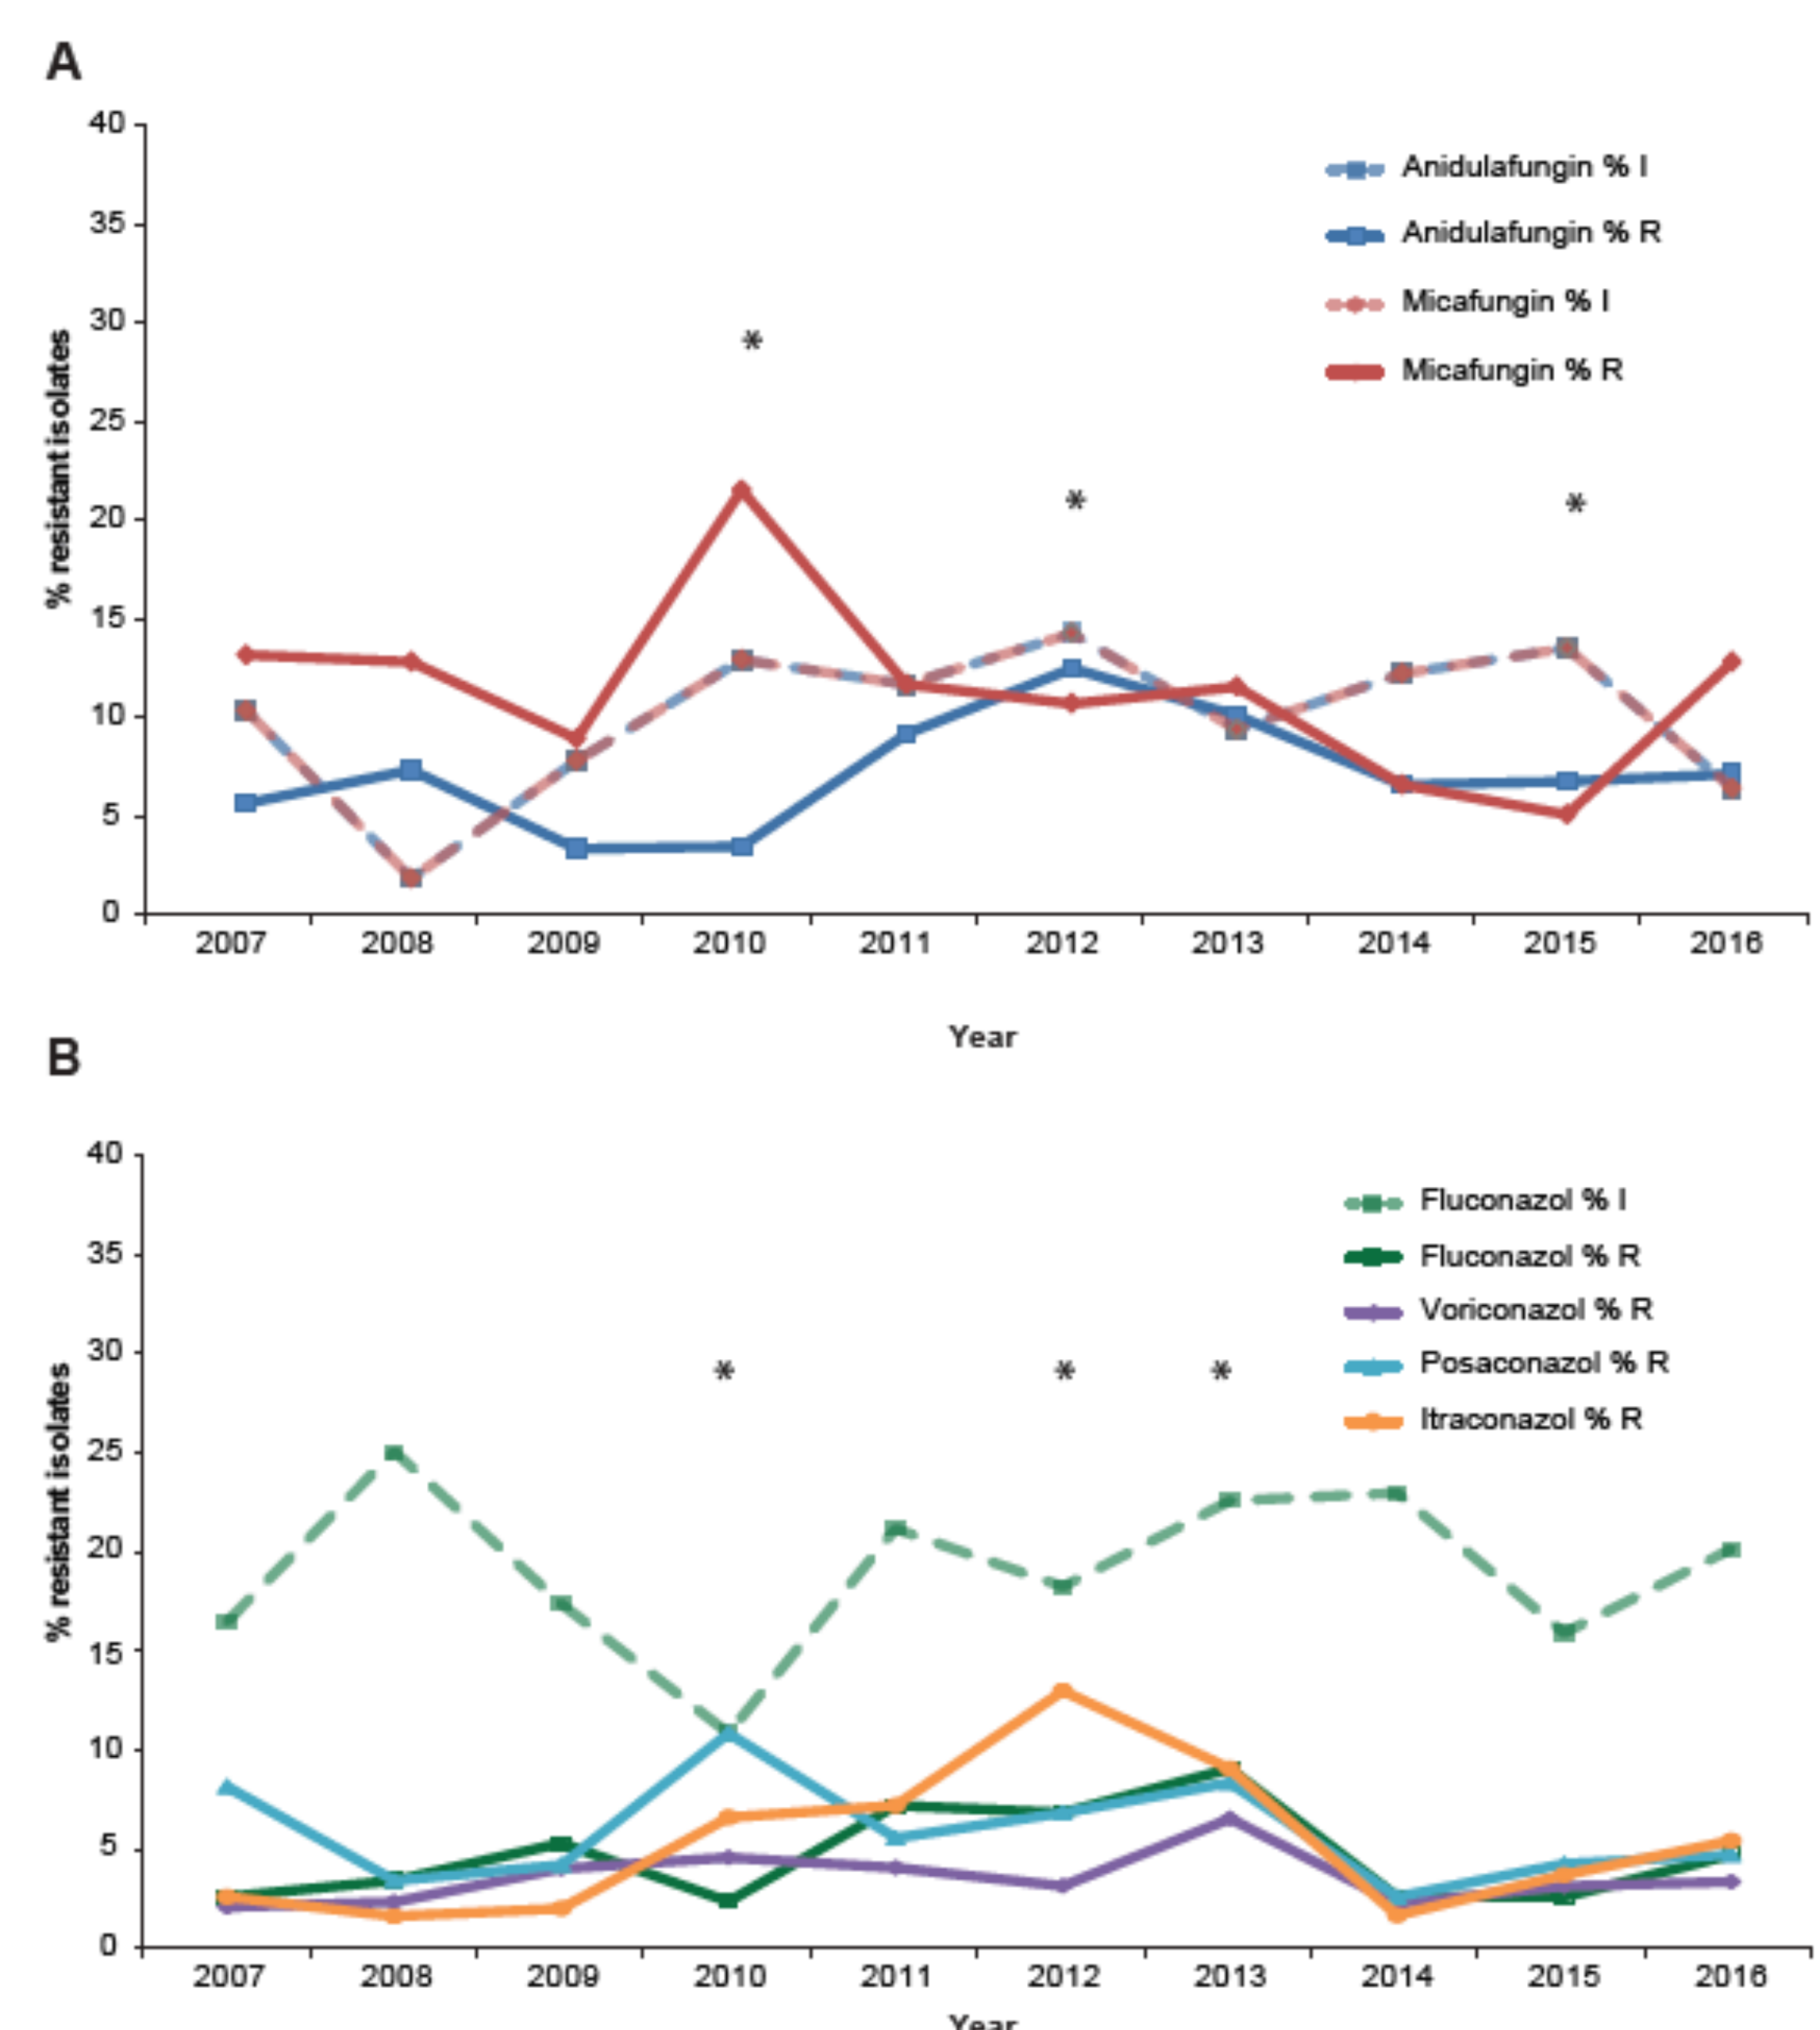 A
40
35
30
25
20
15
10
5
0
% resistant isolates
Anidulafungin % I
Anidulafungin % R
Micafungin % I
Micafungin % R
*
*
*
2007 2008 2009 2010 2011 2012 2013 2014 2015 2016
Year
B
40
35
30
25
20
15
10
5
0
% resistant isolates
Fluconazol % I
Fluconazol % R
Voriconazol % R
Posaconazol % R
Itraconazol % R
* * *
2007 2008 2009 2010 2011 2012 2013 2014 2015 2016
Year